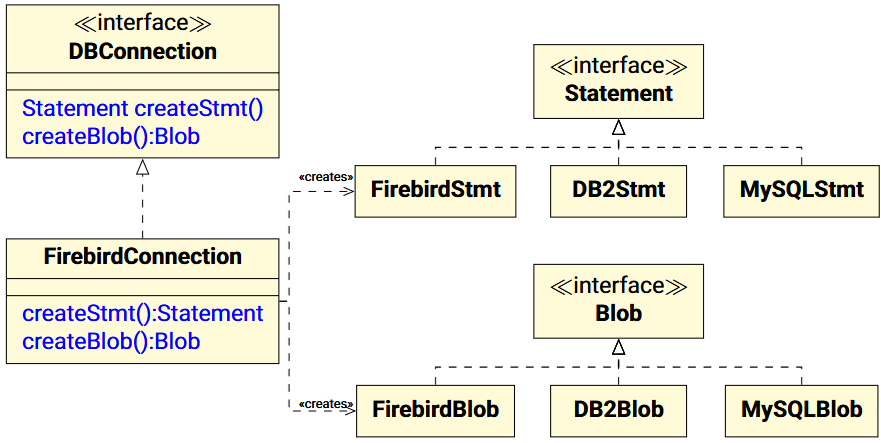 ≪interface≫
DBConnection
Statement createStmt()
createBlob():Blob
FirebirdConnection
createStmt():Statement
createBlob():Blob
«creates»
«creates»
≪interface≫
Statement
FirebirdStmt
DB2Stmt
MySQLStmt
≪interface≫
Blob
FirebirdBlob
DB2Blob
MySQLBlob